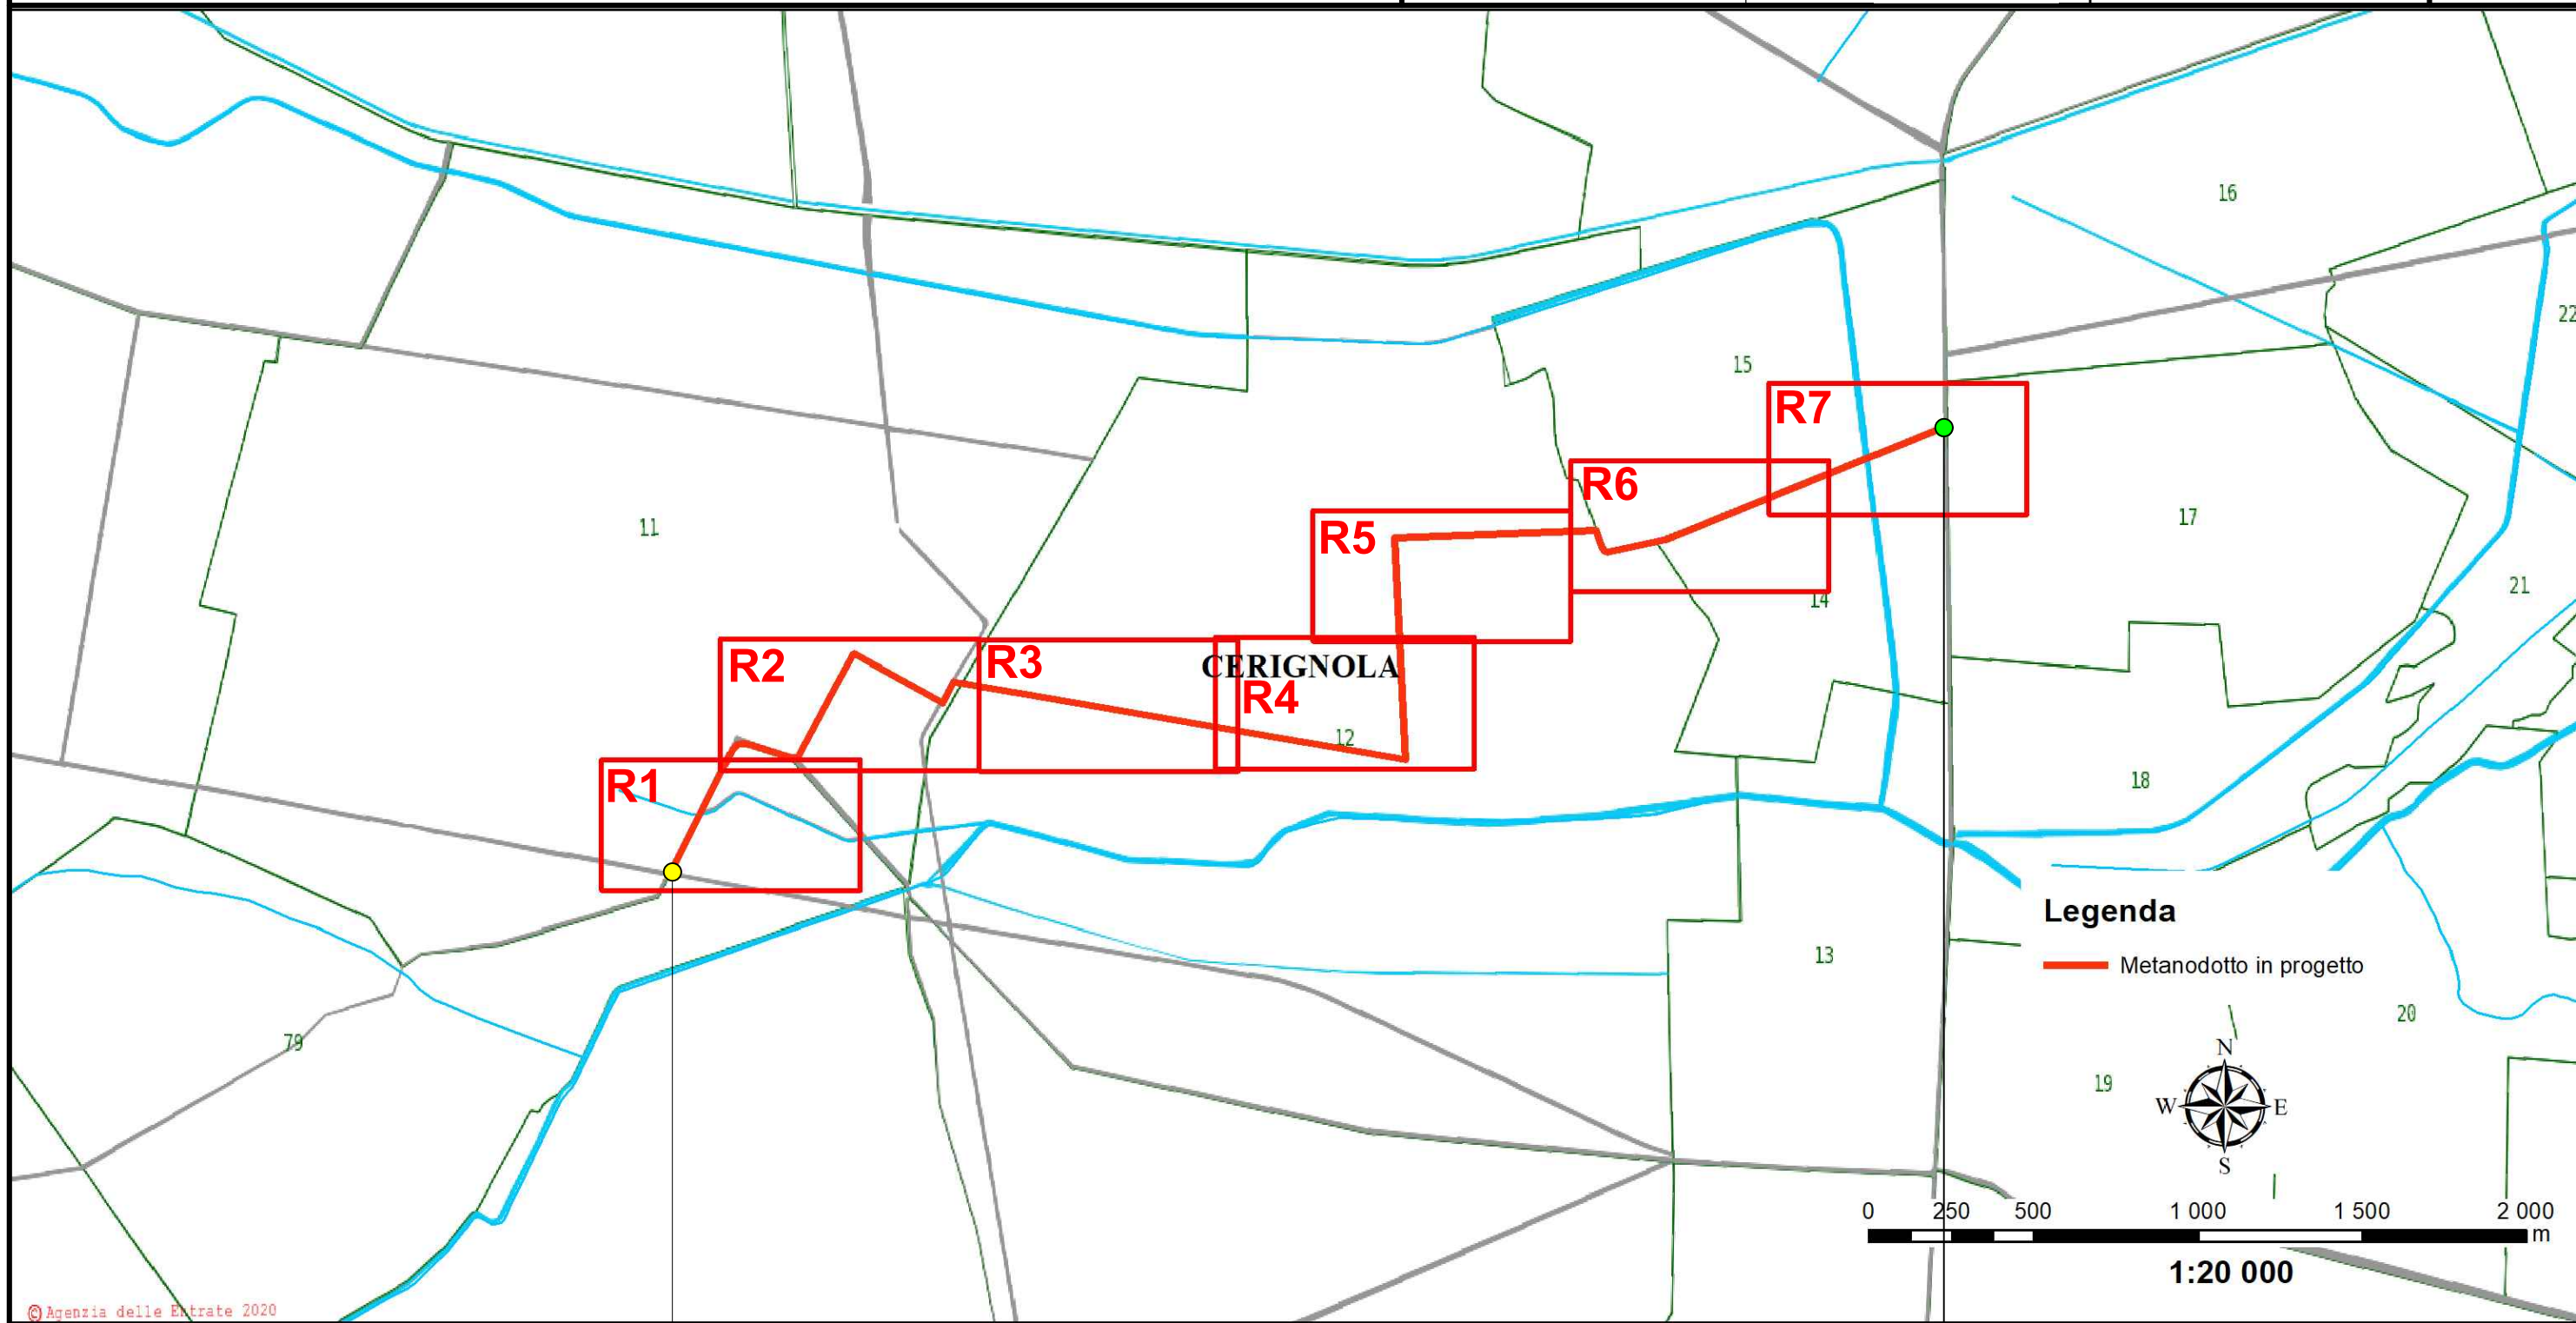 16
22
15
R7
R6
11
R5
17
21
14
R2
R3
CERIGNOLA
R4
12
R1
18
Legenda
13
Metanodotto in progetto
20
79
N
19
W E
S
0 250 500 1 000 1 500 2 000
m
1:20 000
© Agenzia delle Entrate 2020